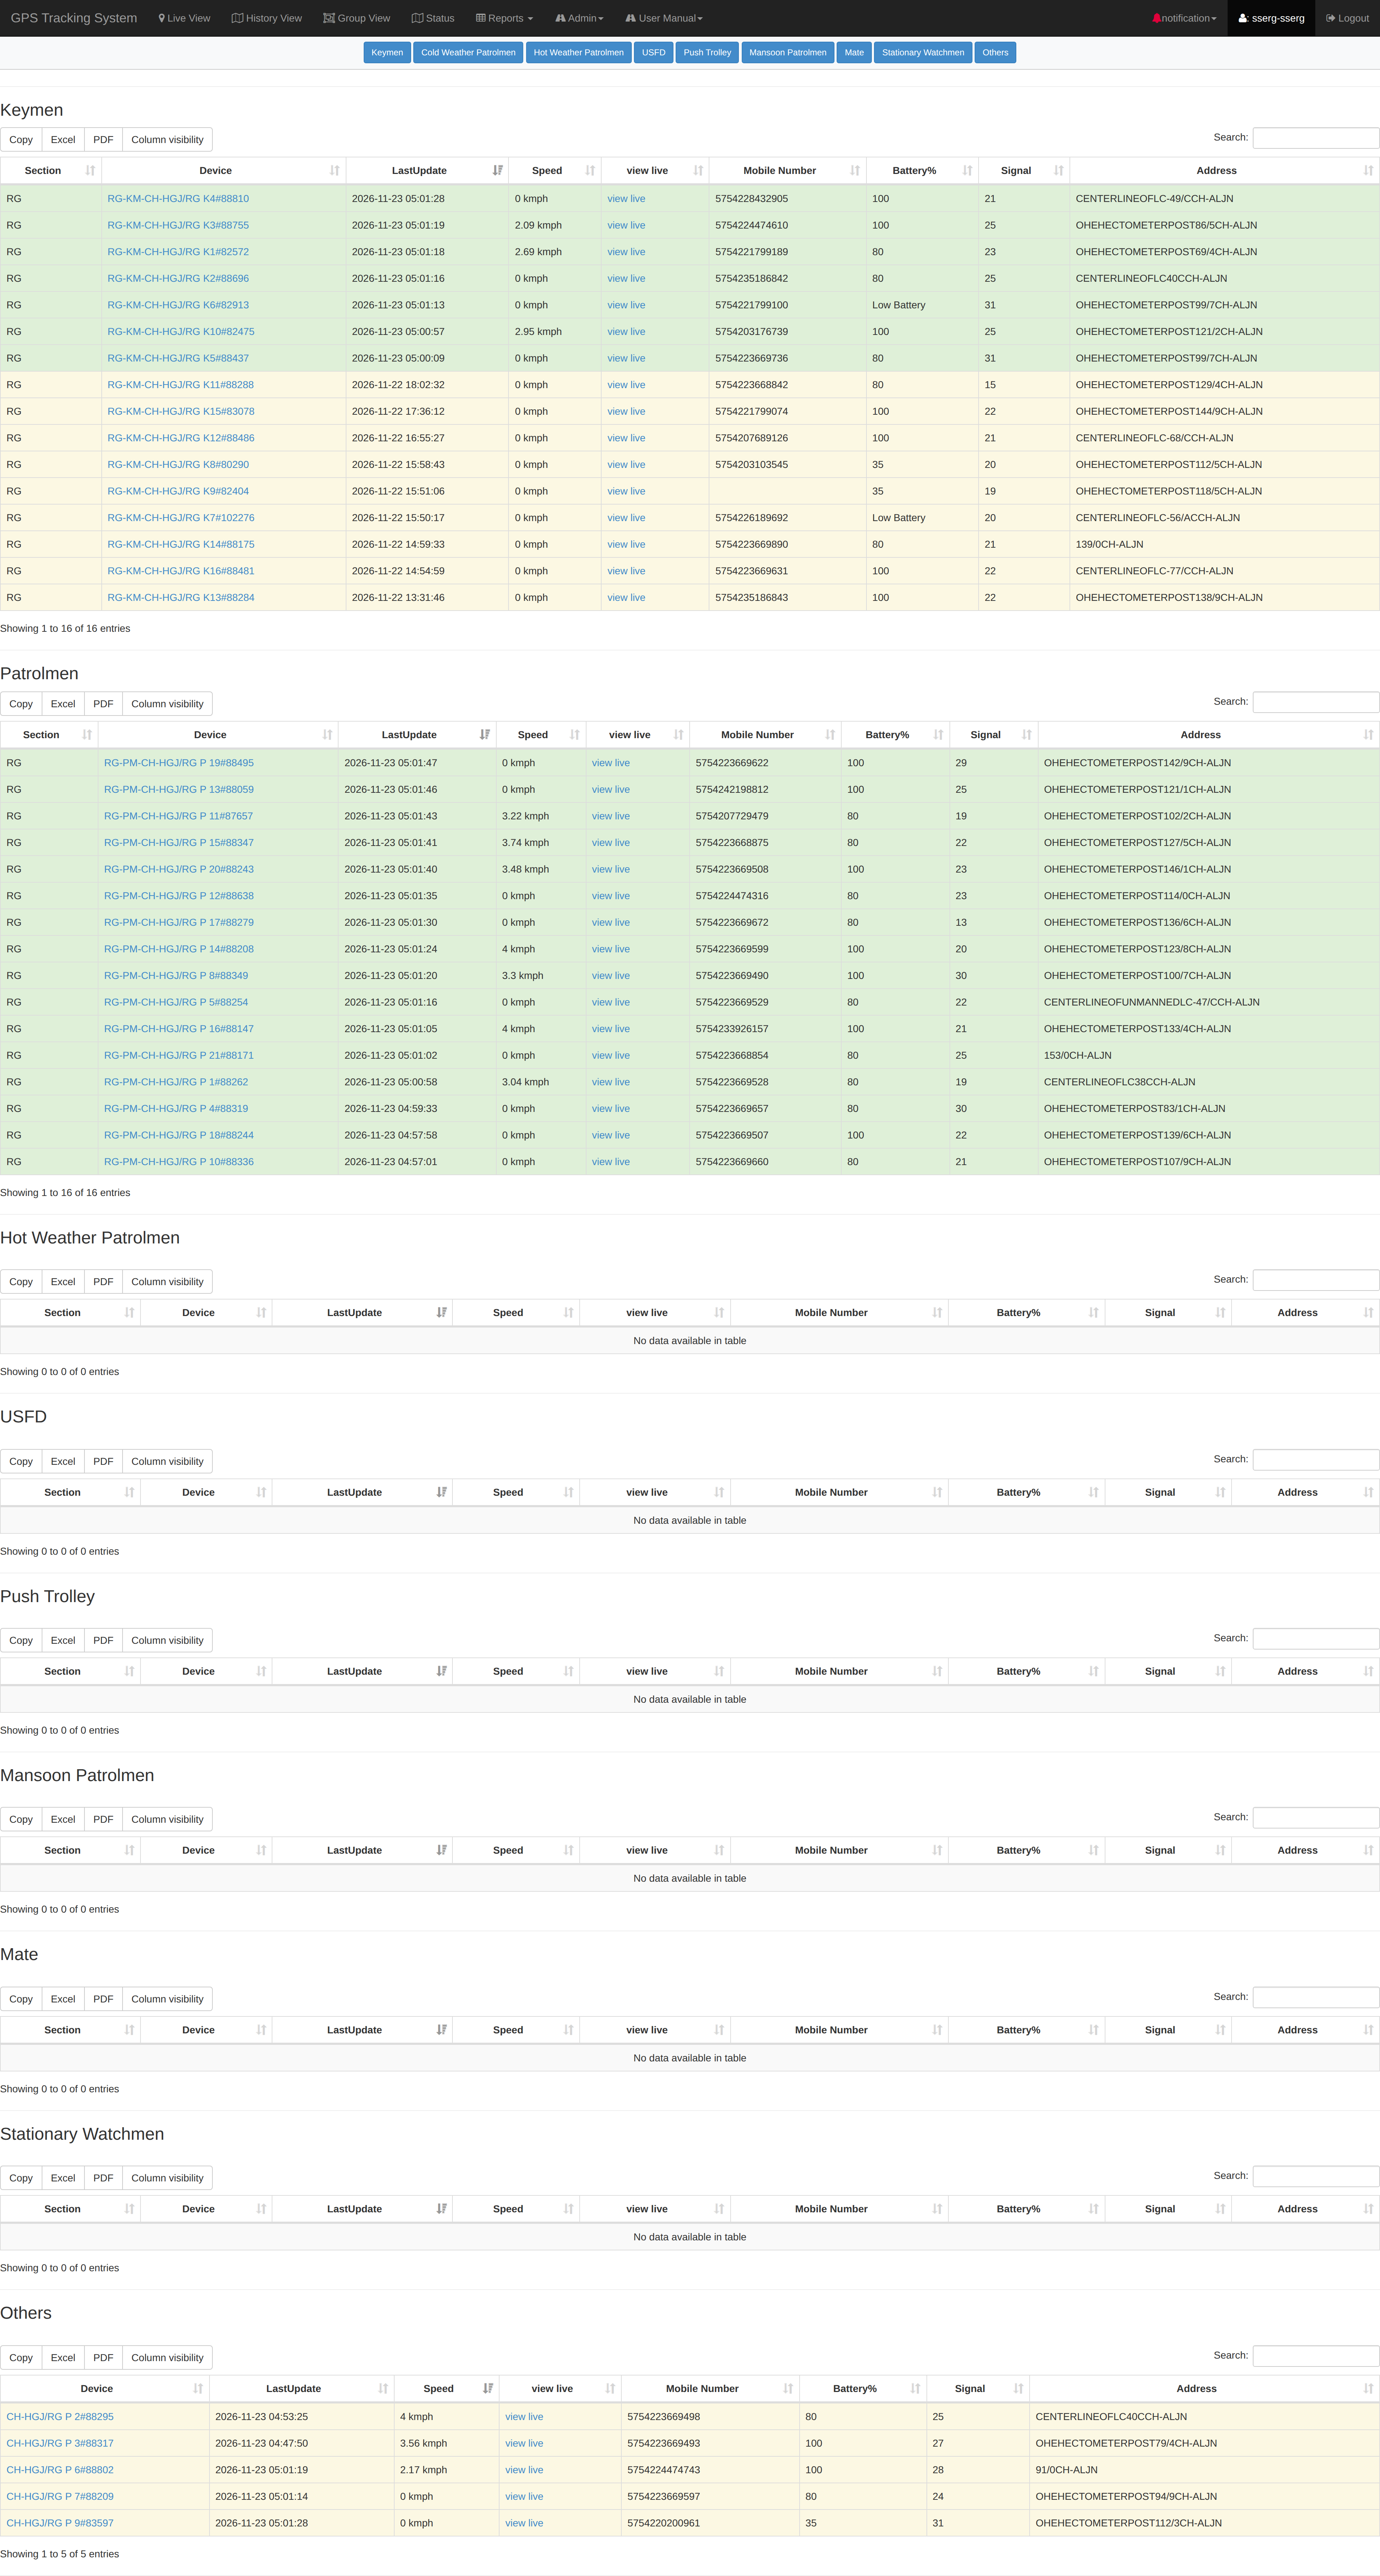 GPS Tracking System Live View History View Group View Status Reports Admin User Manual notification : sserg-sserg Logout
Keymen Cold Weather Patrolmen Hot Weather Patrolmen USFD Push Trolley Mansoon Patrolmen Mate Stationary Watchmen Others
Keymen
Copy Excel PDF Column visibility Search:
Section Device LastUpdate Speed view live Mobile Number Battery% Signal Address
RG RG-KM-CH-HGJ/RG K4#88810 2026-11-23 05:01:28 0 kmph view live 5754228432905 100 21 CENTERLINEOFLC-49/CCH-ALJN
RG RG-KM-CH-HGJ/RG K3#88755 2026-11-23 05:01:19 2.09 kmph view live 5754224474610 100 25 OHEHECTOMETERPOST86/5CH-ALJN
RG RG-KM-CH-HGJ/RG K1#82572 2026-11-23 05:01:18 2.69 kmph view live 5754221799189 80 23 OHEHECTOMETERPOST69/4CH-ALJN
RG RG-KM-CH-HGJ/RG K2#88696 2026-11-23 05:01:16 0 kmph view live 5754235186842 80 25 CENTERLINEOFLC40CCH-ALJN
RG RG-KM-CH-HGJ/RG K6#82913 2026-11-23 05:01:13 0 kmph view live 5754221799100 Low Battery 31 OHEHECTOMETERPOST99/7CH-ALJN
RG RG-KM-CH-HGJ/RG K10#82475 2026-11-23 05:00:57 2.95 kmph view live 5754203176739 100 25 OHEHECTOMETERPOST121/2CH-ALJN
RG RG-KM-CH-HGJ/RG K5#88437 2026-11-23 05:00:09 0 kmph view live 5754223669736 80 31 OHEHECTOMETERPOST99/7CH-ALJN
RG RG-KM-CH-HGJ/RG K11#88288 2026-11-22 18:02:32 0 kmph view live 5754223668842 80 15 OHEHECTOMETERPOST129/4CH-ALJN
RG RG-KM-CH-HGJ/RG K15#83078 2026-11-22 17:36:12 0 kmph view live 5754221799074 100 22 OHEHECTOMETERPOST144/9CH-ALJN
RG RG-KM-CH-HGJ/RG K12#88486 2026-11-22 16:55:27 0 kmph view live 5754207689126 100 21 CENTERLINEOFLC-68/CCH-ALJN
RG RG-KM-CH-HGJ/RG K8#80290 2026-11-22 15:58:43 0 kmph view live 5754203103545 35 20 OHEHECTOMETERPOST112/5CH-ALJN
RG RG-KM-CH-HGJ/RG K9#82404 2026-11-22 15:51:06 0 kmph view live 35 19 OHEHECTOMETERPOST118/5CH-ALJN
RG RG-KM-CH-HGJ/RG K7#102276 2026-11-22 15:50:17 0 kmph view live 5754226189692 Low Battery 20 CENTERLINEOFLC-56/ACCH-ALJN
RG RG-KM-CH-HGJ/RG K14#88175 2026-11-22 14:59:33 0 kmph view live 5754223669890 80 21 139/0CH-ALJN
RG RG-KM-CH-HGJ/RG K16#88481 2026-11-22 14:54:59 0 kmph view live 5754223669631 100 22 CENTERLINEOFLC-77/CCH-ALJN
RG RG-KM-CH-HGJ/RG K13#88284 2026-11-22 13:31:46 0 kmph view live 5754235186843 100 22 OHEHECTOMETERPOST138/9CH-ALJN
Showing 1 to 16 of 16 entries
Patrolmen
Copy Excel PDF Column visibility Search:
Section Device LastUpdate Speed view live Mobile Number Battery% Signal Address
RG RG-PM-CH-HGJ/RG P 19#88495 2026-11-23 05:01:47 0 kmph view live 5754223669622 100 29 OHEHECTOMETERPOST142/9CH-ALJN
RG RG-PM-CH-HGJ/RG P 13#88059 2026-11-23 05:01:46 0 kmph view live 5754242198812 100 25 OHEHECTOMETERPOST121/1CH-ALJN
RG RG-PM-CH-HGJ/RG P 11#87657 2026-11-23 05:01:43 3.22 kmph view live 5754207729479 80 19 OHEHECTOMETERPOST102/2CH-ALJN
RG RG-PM-CH-HGJ/RG P 15#88347 2026-11-23 05:01:41 3.74 kmph view live 5754223668875 80 22 OHEHECTOMETERPOST127/5CH-ALJN
RG RG-PM-CH-HGJ/RG P 20#88243 2026-11-23 05:01:40 3.48 kmph view live 5754223669508 100 23 OHEHECTOMETERPOST146/1CH-ALJN
RG RG-PM-CH-HGJ/RG P 12#88638 2026-11-23 05:01:35 0 kmph view live 5754224474316 80 23 OHEHECTOMETERPOST114/0CH-ALJN
RG RG-PM-CH-HGJ/RG P 17#88279 2026-11-23 05:01:30 0 kmph view live 5754223669672 80 13 OHEHECTOMETERPOST136/6CH-ALJN
RG RG-PM-CH-HGJ/RG P 14#88208 2026-11-23 05:01:24 4 kmph view live 5754223669599 100 20 OHEHECTOMETERPOST123/8CH-ALJN
RG RG-PM-CH-HGJ/RG P 8#88349 2026-11-23 05:01:20 3.3 kmph view live 5754223669490 100 30 OHEHECTOMETERPOST100/7CH-ALJN
RG RG-PM-CH-HGJ/RG P 5#88254 2026-11-23 05:01:16 0 kmph view live 5754223669529 80 22 CENTERLINEOFUNMANNEDLC-47/CCH-ALJN
RG RG-PM-CH-HGJ/RG P 16#88147 2026-11-23 05:01:05 4 kmph view live 5754233926157 100 21 OHEHECTOMETERPOST133/4CH-ALJN
RG RG-PM-CH-HGJ/RG P 21#88171 2026-11-23 05:01:02 0 kmph view live 5754223668854 80 25 153/0CH-ALJN
RG RG-PM-CH-HGJ/RG P 1#88262 2026-11-23 05:00:58 3.04 kmph view live 5754223669528 80 19 CENTERLINEOFLC38CCH-ALJN
RG RG-PM-CH-HGJ/RG P 4#88319 2026-11-23 04:59:33 0 kmph view live 5754223669657 80 30 OHEHECTOMETERPOST83/1CH-ALJN
RG RG-PM-CH-HGJ/RG P 18#88244 2026-11-23 04:57:58 0 kmph view live 5754223669507 100 22 OHEHECTOMETERPOST139/6CH-ALJN
RG RG-PM-CH-HGJ/RG P 10#88336 2026-11-23 04:57:01 0 kmph view live 5754223669660 80 21 OHEHECTOMETERPOST107/9CH-ALJN
Showing 1 to 16 of 16 entries
Hot Weather Patrolmen
Copy Excel PDF Column visibility Search:
Section Device LastUpdate Speed view live Mobile Number Battery% Signal Address
No data available in table
Showing 0 to 0 of 0 entries
USFD
Copy Excel PDF Column visibility Search:
Section Device LastUpdate Speed view live Mobile Number Battery% Signal Address
No data available in table
Showing 0 to 0 of 0 entries
Push Trolley
Copy Excel PDF Column visibility Search:
Section Device LastUpdate Speed view live Mobile Number Battery% Signal Address
No data available in table
Showing 0 to 0 of 0 entries
Mansoon Patrolmen
Copy Excel PDF Column visibility Search:
Section Device LastUpdate Speed view live Mobile Number Battery% Signal Address
No data available in table
Showing 0 to 0 of 0 entries
Mate
Copy Excel PDF Column visibility Search:
Section Device LastUpdate Speed view live Mobile Number Battery% Signal Address
No data available in table
Showing 0 to 0 of 0 entries
Stationary Watchmen
Copy Excel PDF Column visibility Search:
Section Device LastUpdate Speed view live Mobile Number Battery% Signal Address
No data available in table
Showing 0 to 0 of 0 entries
Others
Copy Excel PDF Column visibility Search:
Device LastUpdate Speed view live Mobile Number Battery% Signal Address
CH-HGJ/RG P 2#88295 2026-11-23 04:53:25 4 kmph view live 5754223669498 80 25 CENTERLINEOFLC40CCH-ALJN
CH-HGJ/RG P 3#88317 2026-11-23 04:47:50 3.56 kmph view live 5754223669493 100 27 OHEHECTOMETERPOST79/4CH-ALJN
CH-HGJ/RG P 6#88802 2026-11-23 05:01:19 2.17 kmph view live 5754224474743 100 28 91/0CH-ALJN
CH-HGJ/RG P 7#88209 2026-11-23 05:01:14 0 kmph view live 5754223669597 80 24 OHEHECTOMETERPOST94/9CH-ALJN
CH-HGJ/RG P 9#83597 2026-11-23 05:01:28 0 kmph view live 5754220200961 35 31 OHEHECTOMETERPOST112/3CH-ALJN
Showing 1 to 5 of 5 entries